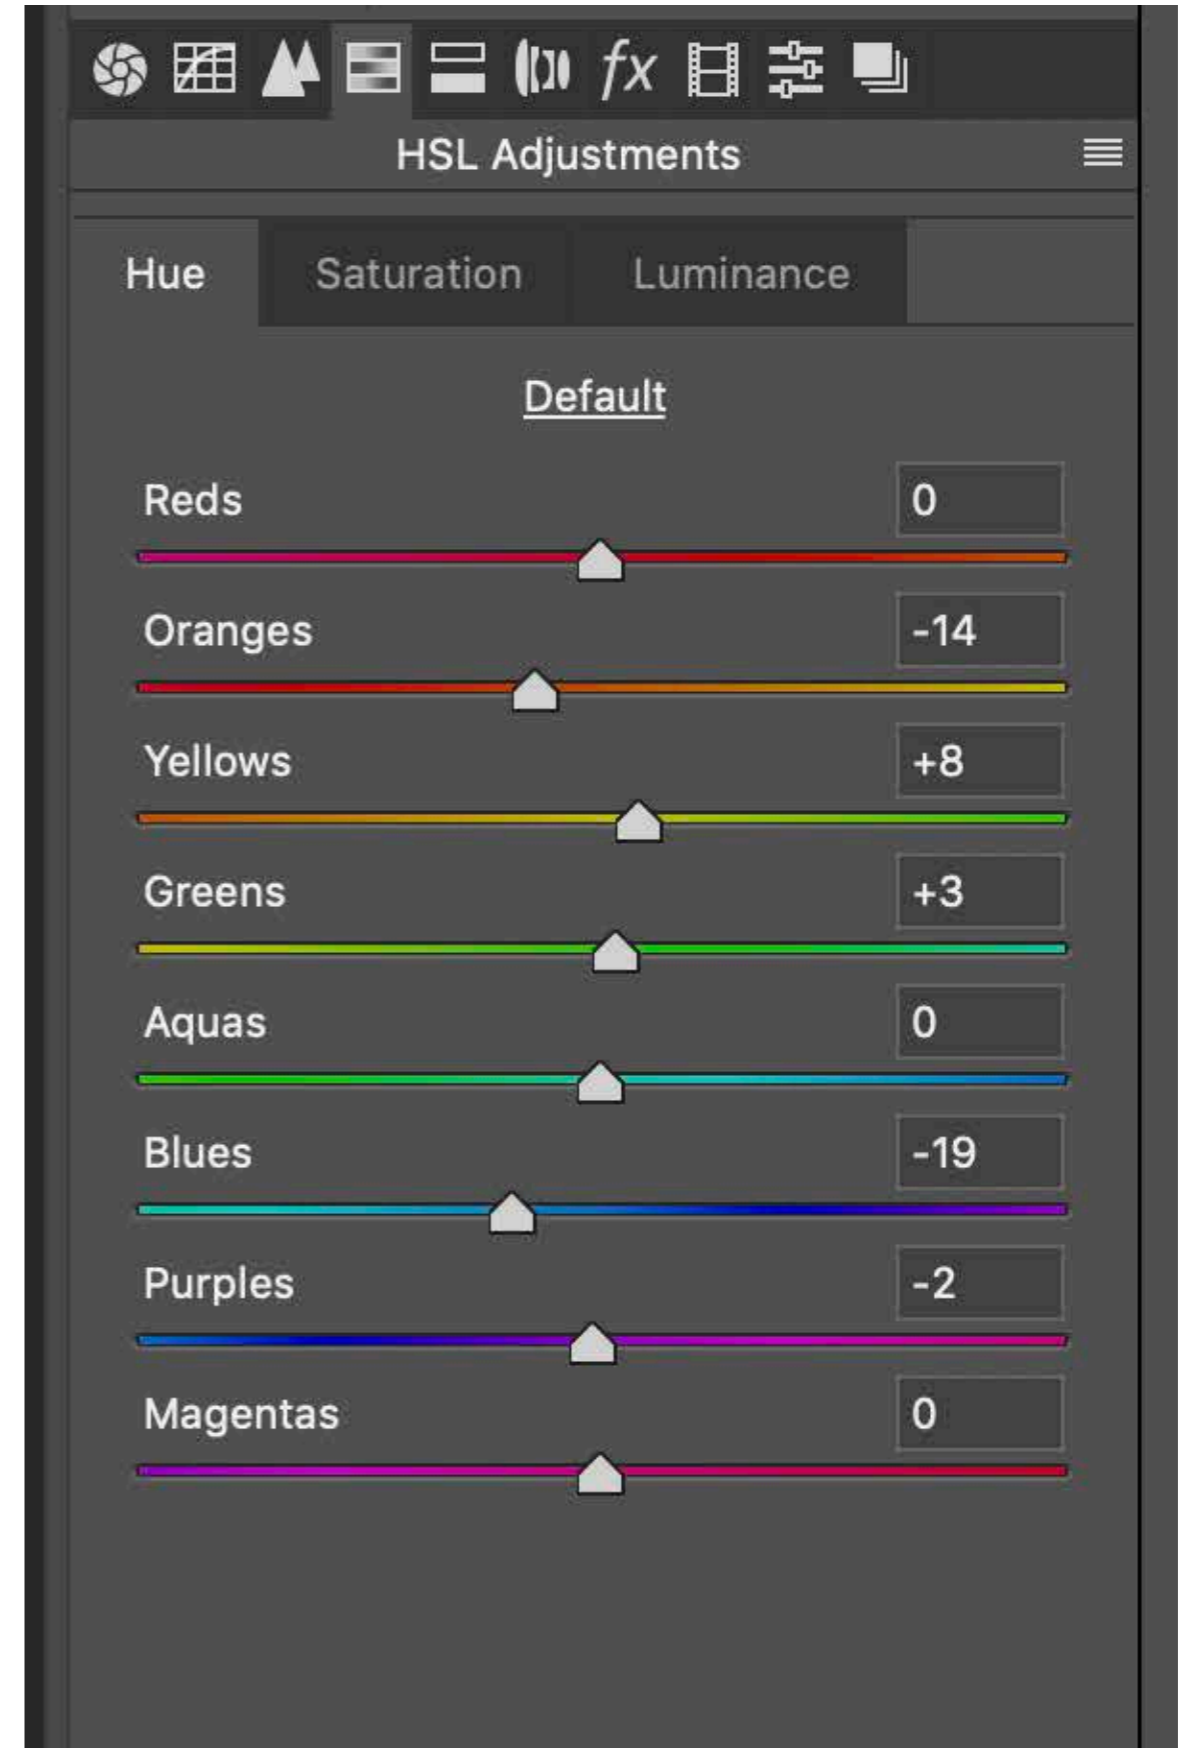 fx
HSL Adjustments
Hue Saturation Luminance
Default
Reds 0
Oranges -14
Yellows +8
Greens +3
Aquas 0
Blues -19
Purples -2
Magentas 0